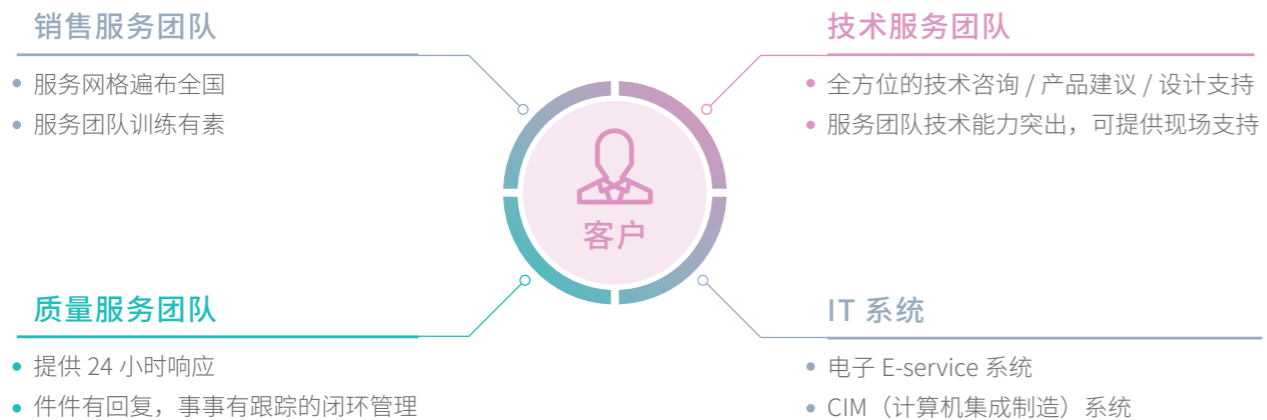 销售服务团队
服务网格遍布全国
服务团队训练有素
技术服务团队
全方位的技术咨询 / 产品建议 / 设计支持
服务团队技术能力突出，可提供现场支持
客户
质量服务团队
提供 24 小时响应
件件有回复，事事有跟踪的闭环管理
IT 系统
电子 E-service 系统
CIM（计算机集成制造）系统